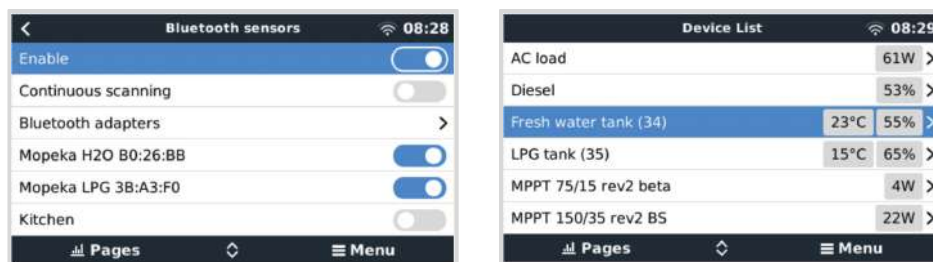 Bluetooth sensors 08:28
Enable
Continuous scanning
Bluetooth adapters
Mopeka H2O B0:26:BB
Mopeka LPG 3B:A3:F0
Kitchen
Pages Menu
Device List 08:29
AC load 61W
Diesel 53%
Fresh water tank (34) 23°C 55%
LPG tank (35) 15°C 65%
MPPT 75/15 rev2 beta 4W
MPPT 150/35 rev2 BS 22W
Pages Menu